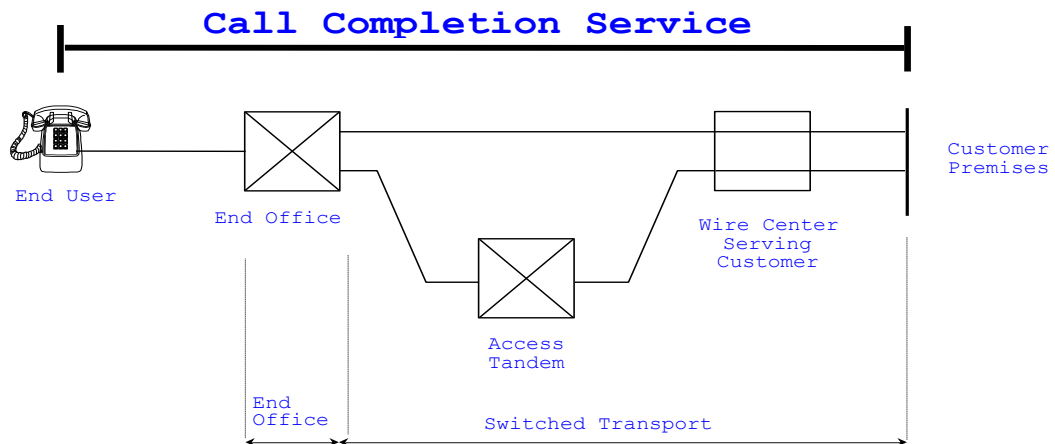 Call Completion Service
End User
End Office
Customer
Premises
Wire Center
Serving
Customer
Access
Tandem
End
Office
Switched Transport